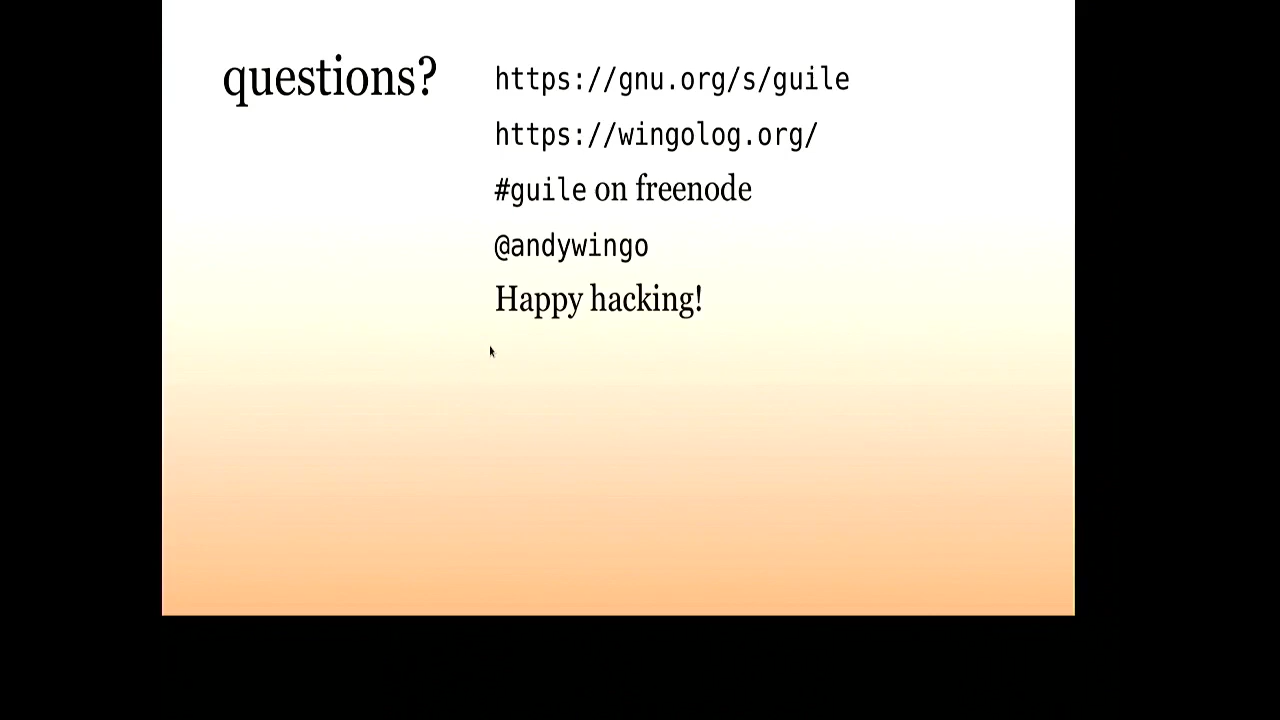 questions?
https://gnu.org/s/guile
https://wingolog.org/
#guile on freenode
@andywingo
Happy hacking!